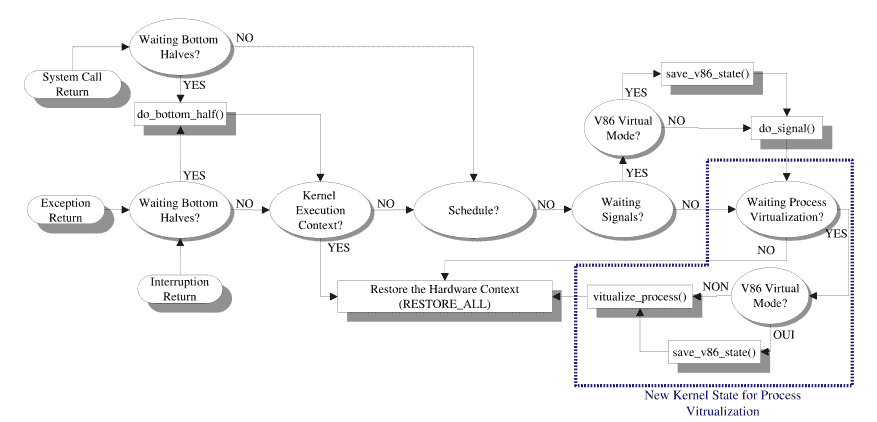 Waiting Bottom
Halves?
NO
System Call
Return
YES
do_bottom_half()
save_v86_state()
YES
V86 Virtual
Mode?
NO
do_signal()
YES
YES
Exception
Return
Waiting Bottom
Halves?
NO
Kernel
Execution
Context?
NO
Schedule?
NO
Waiting
Signals?
NO
Waiting Process
Virtualization?
YES
YES
NO
Interruption
Return
Restore the Hardware Context
(RESTORE_ALL)
vitualize_process()
NON
V86 Virtual
Mode?
OUI
save_v86_state()
New Kernel State for Process
Vitrualization